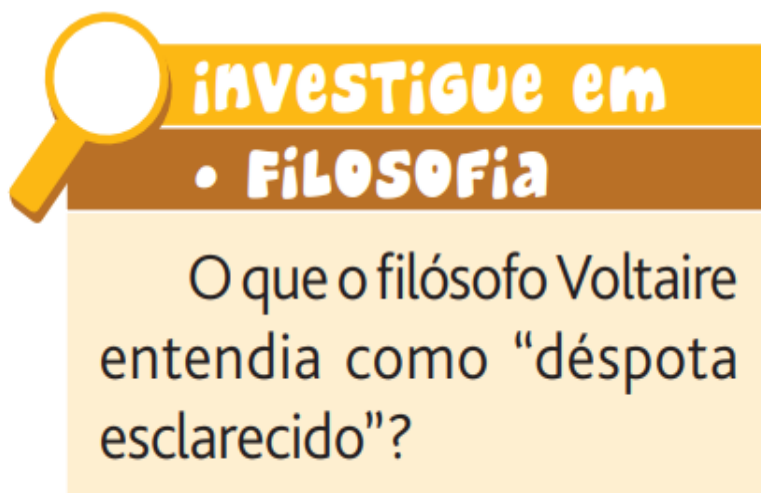 investigue em
• Filosofia
O que o filósofo Voltaire
entendia como “déspota
esclarecido”?